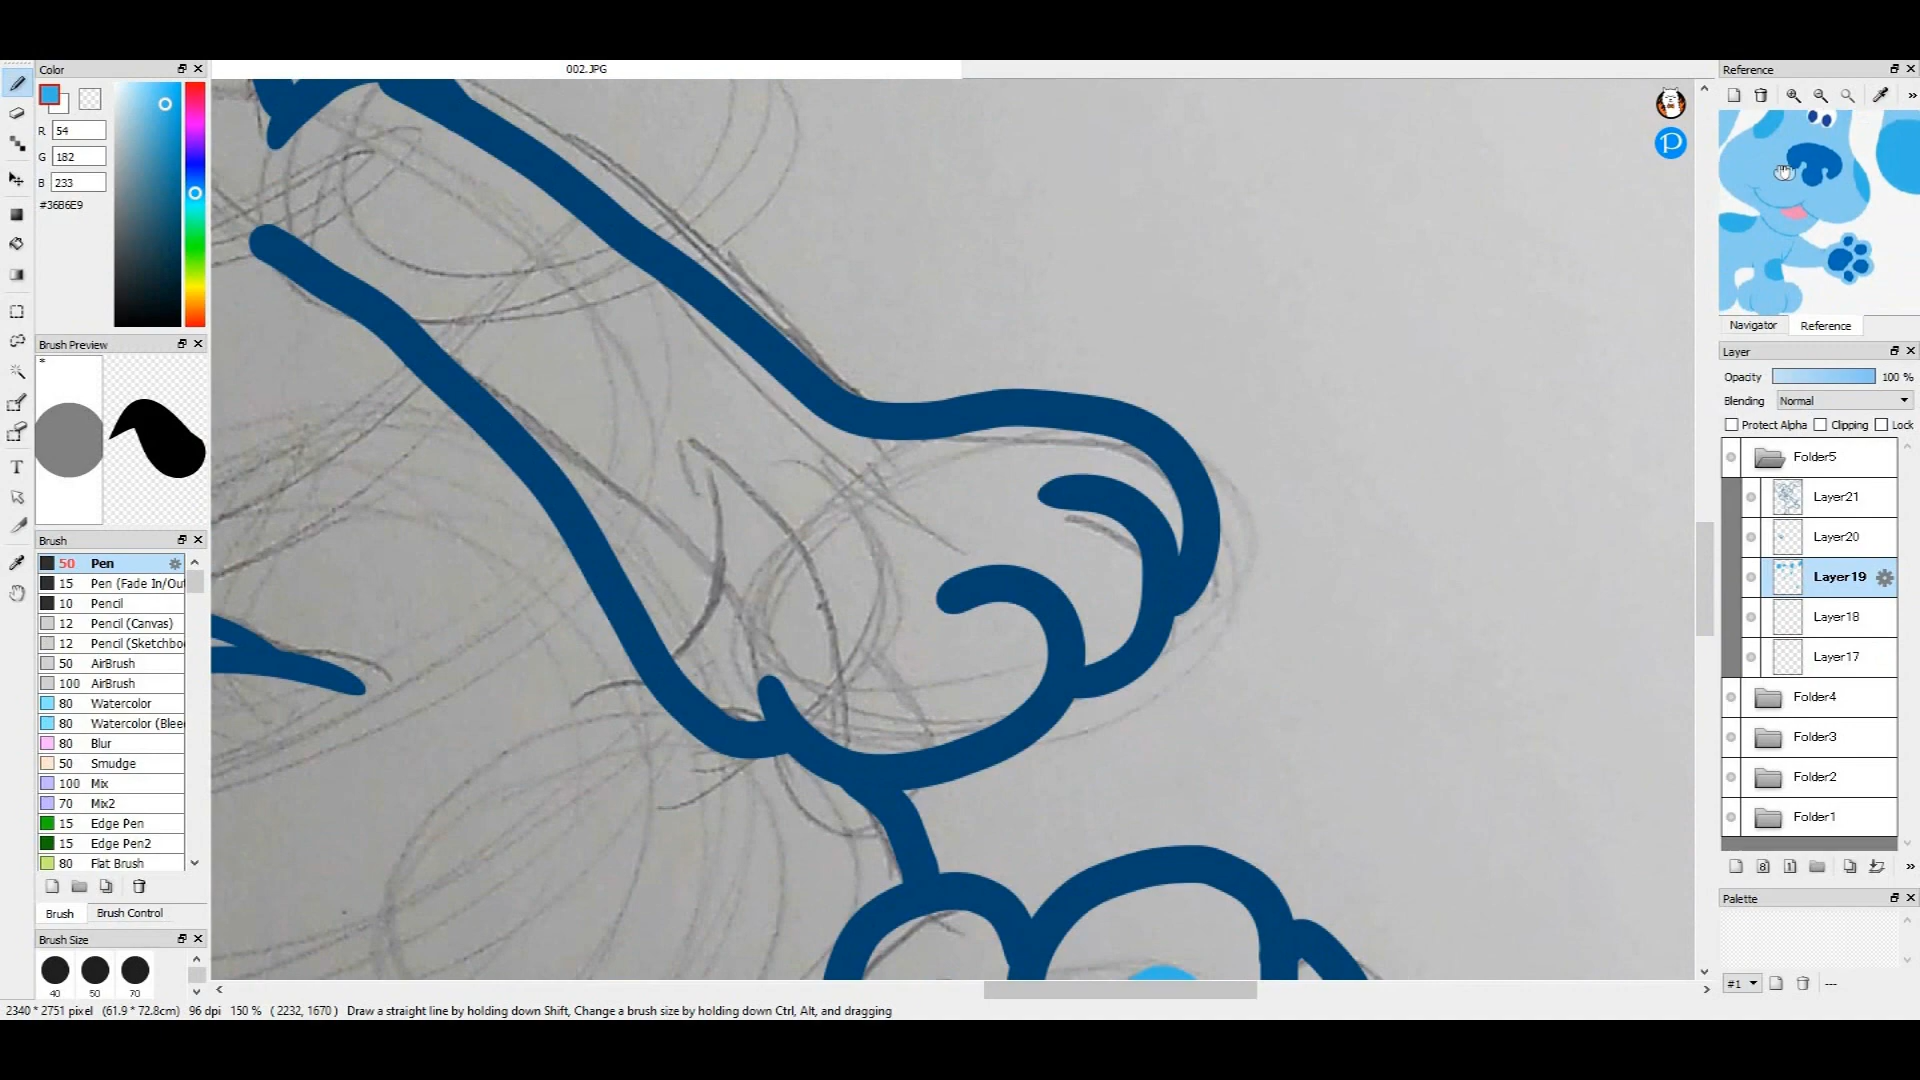 Color
002.JPG
Reference
R 54
G 182
B 233
#36B6E9
Brush Preview
*
Navigator Reference
Layer
Opacity 100 %
Blending Normal
Protect Alpha Clipping Lock
Folder5
Layer21
Layer20
Layer19
Layer18
Layer17
Folder4
Folder3
Folder2
Folder1
Brush
50 Pen
15 Pen (Fade In/Out
10 Pencil
12 Pencil (Canvas)
12 Pencil (Sketchboo
50 AirBrush
100 AirBrush
80 Watercolor
80 Watercolor (Blee
80 Blur
50 Smudge
100 Mix
70 Mix2
15 Edge Pen
15 Edge Pen2
80 Flat Brush
Brush Brush Control
Brush Size
40 50 70
8 1
Palette
#1 ---
T
P
2340 * 2751 pixel (61.9 * 72.8cm) 96 dpi 150 % ( 2232, 1670 ) Draw a straight line by holding down Shift, Change a brush size by holding down Ctrl, Alt, and dragging